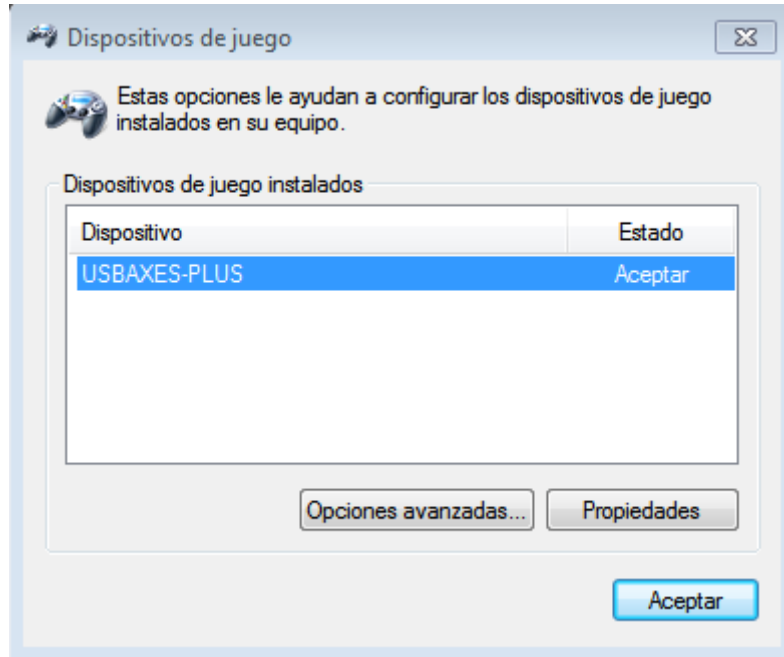 Dispositivos de juego
Estas opciones le ayudan a configurar los dispositivos de juego
instalados en su equipo.
Dispositivos de juego instalados
Dispositivo Estado
USBAXES-PLUS Aceptar
Opciones avanzadas... Propiedades
Aceptar